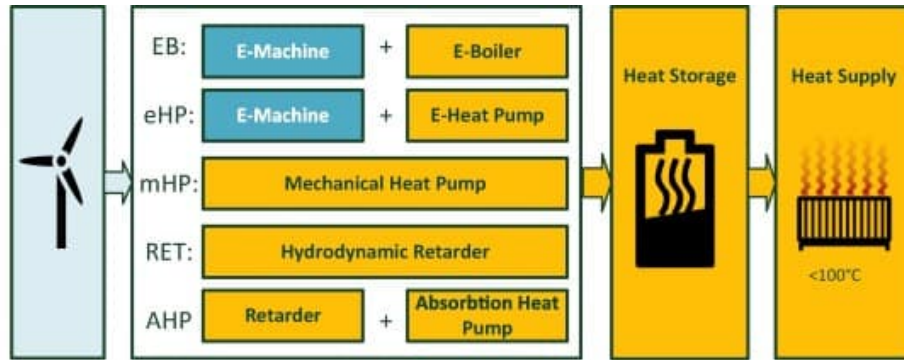 EB: E-Machine + E-Boiler
eHP: E-Machine + E-Heat Pump
mHP: Mechanical Heat Pump
RET: Hydrodynamic Retarder
AHP Retarder + Absorbtion Heat
Pump
Heat Storage
Heat Supply
<100°C